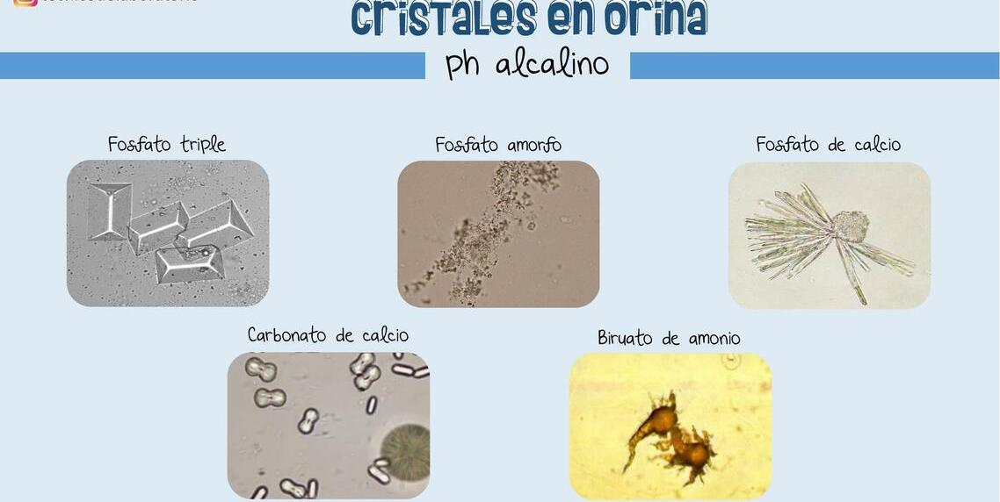 cristales en orina
ph alcalino
Fosfato triple
Fosfato amorfo
Fosfato de calcio
Carbonato de calcio
Biruato de amonio